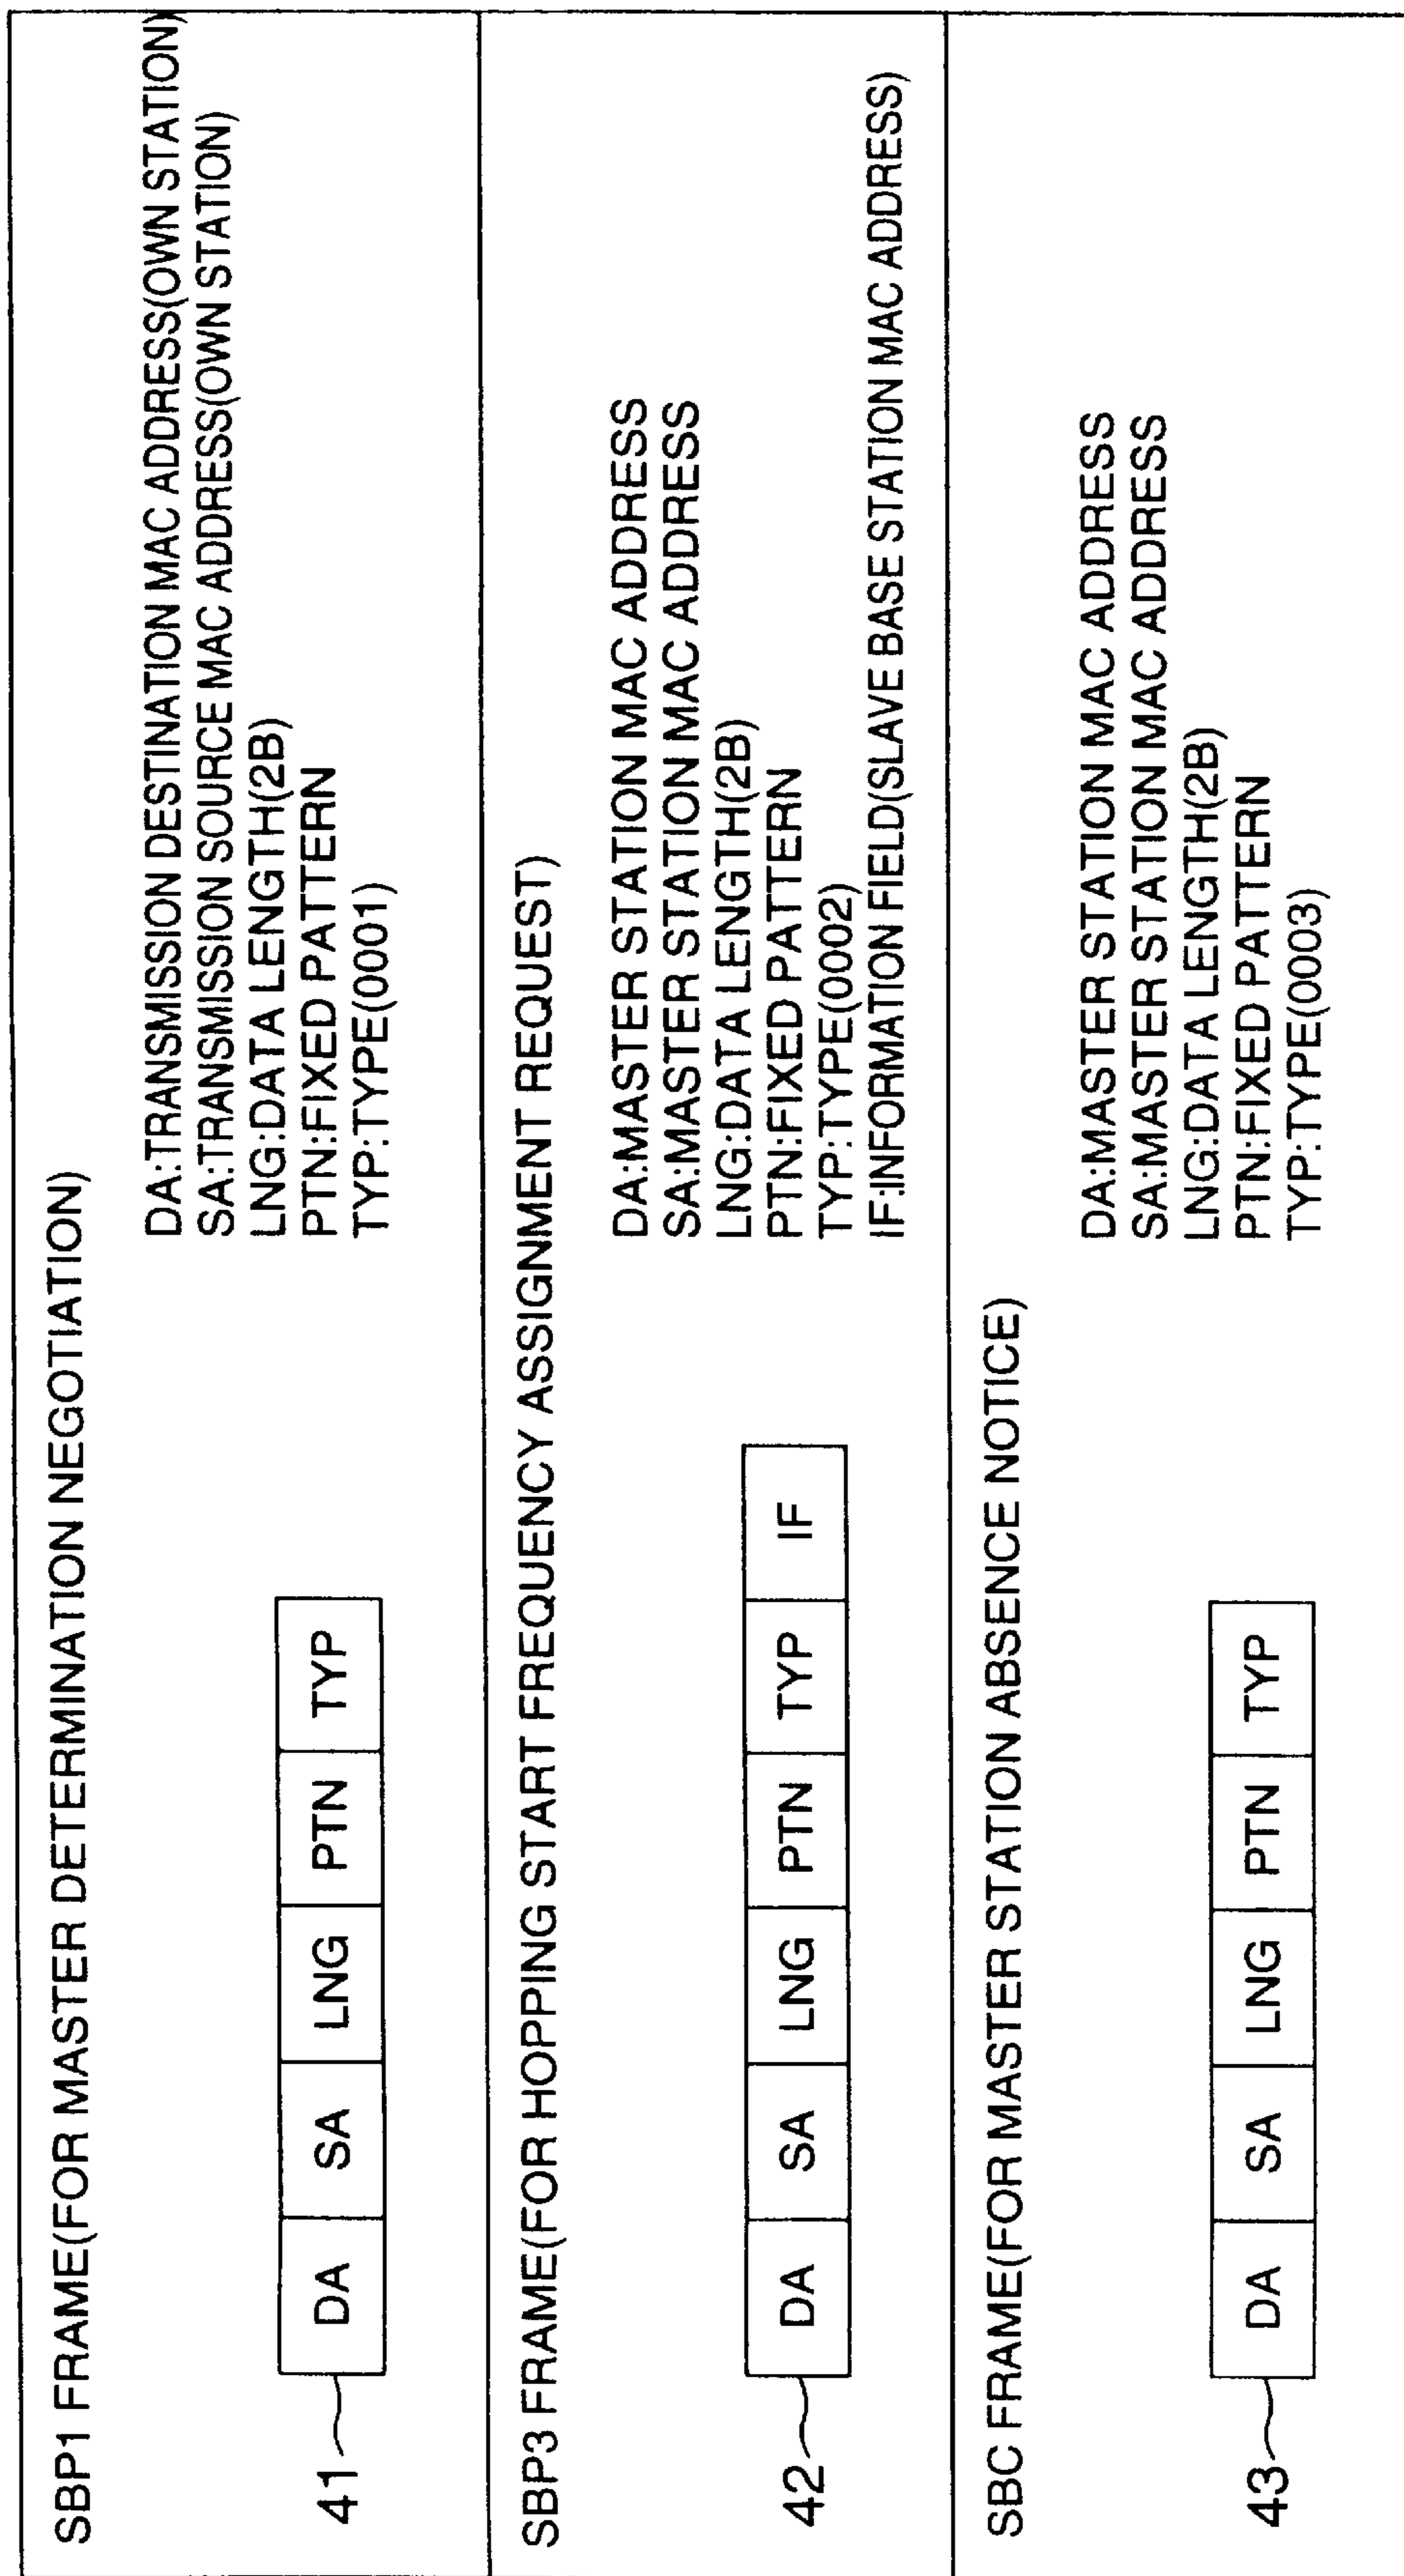 SBP1 FRAME(FOR MASTER DETERMINATION NEGOTIATION)
41
DA SA LNG PTN TYP
DA:TRANSMISSION DESTINATION MAC ADDRESS(OWN STATION)
SA:TRANSMISSION SOURCE MAC ADDRESS(OWN STATION)
LNG:DATA LENGTH(2B)
PTN:FIXED PATTERN
TYP:TYPE(0001)
SBP3 FRAME(FOR HOPPING START FREQUENCY ASSIGNMENT REQUEST)
42
DA SA LNG PTN TYP IF
DA:MASTER STATION MAC ADDRESS
SA:MASTER STATION MAC ADDRESS
LNG:DATA LENGTH(2B)
PTN:FIXED PATTERN
TYP:TYPE(0002)
IF:INFORMATION FIELD(SLAVE BASE STATION MAC ADDRESS)
SBC FRAME(FOR MASTER STATION ABSENCE NOTICE)
43
DA SA LNG PTN TYP
DA:MASTER STATION MAC ADDRESS
SA:MASTER STATION MAC ADDRESS
LNG:DATA LENGTH(2B)
PTN:FIXED PATTERN
TYP:TYPE(0003)